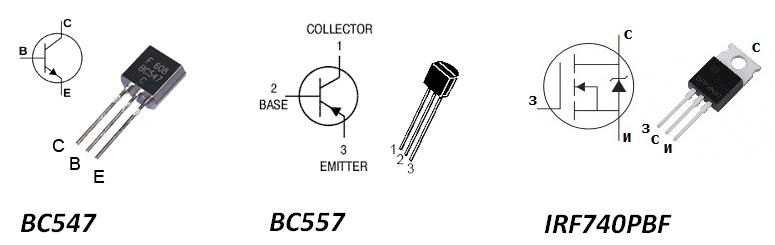 C
B
E
F 608
BC547
C
C
B
E
BC547
COLLECTOR
1
2
BASE
3
EMITTER
1
2
3
BC557
С
З
И
С
З
С
И
IRF740PBF